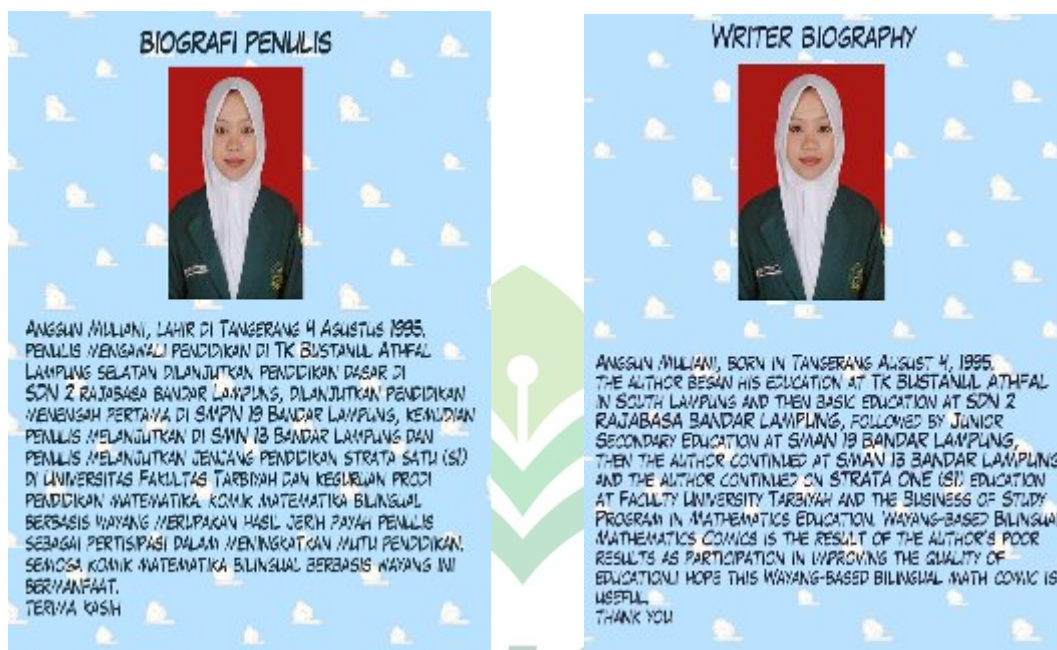 BIOGRAFI PENULIS
ANGGUN MULIANI, LAHIR DI TANGERANG 4 AGUSTUS 1995.
PENULIS MENGAWALI PENDIDIKAN DI TK BUSTANUL ATHFAL
LAMPUNG SELATAN DILANJUTKAN PENDIDIKAN DASAR DI
SDN 2 RAJABASA BANDAR LAMPUNG, DILANJUTKAN PENDIDIKAN
MENENGAH PERTAMA DI SMPN 19 BANDAR LAMPUNG, KEMUDIAN
PENULIS MELANJUTKAN DI SMN 13 BANDAR LAMPUNG DAN
PENULIS MELANJUTKAN JENJANG PENDIDIKAN STRATA SATU (S1)
DI UNIVERSITAS FAKULTAS TARBIYAH DAN KEGURUAN PRODI
PENDIDIKAN MATEMATIKA. KOMIK MATEMATIKA BILINGUAL
BERBASIS WAYANG MERUPAKAN HASIL JERIH PAYAH PENULIS
SEBAGAI PERTISIPASI DALAM MENINGKATKAN MUTU PENDIDIKAN.
SEMOGA KOMIK MATEMATIKA BILINGUAL BERBASIS WAYANG INI
BERMANFAAT.
TERIMA KASIH
WRITER BIOGRAPHY
ANGGUN MULIANI, BORN IN TANGERANG AUGUST 4, 1995.
THE AUTHOR BEGAN HIS EDUCATION AT TK BUSTANUL ATHFAL
IN SOUTH LAMPUNG AND THEN BASIC EDUCATION AT SDN 2
RAJABASA BANDAR LAMPUNG, FOLLOWED BY JUNIOR
SECONDARY EDUCATION AT SMAN 19 BANDAR LAMPUNG,
THEN THE AUTHOR CONTINUED AT SMAN 13 BANDAR LAMPUNG
AND THE AUTHOR CONTINUED ON STRATA ONE (S1) EDUCATION
AT FACULTY UNIVERSITY TARBIYAH AND THE BUSINESS OF STUDY
PROGRAM IN MATHEMATICS EDUCATION. WAYANG-BASED BILINGUAL
MATHEMATICS COMICS IS THE RESULT OF THE AUTHOR'S POOR
RESULTS AS PARTICIPATION IN IMPROVING THE QUALITY OF
EDUCATION.I HOPE THIS WAYANG-BASED BILINGUAL MATH COMIC IS
USEFUL.
THANK YOU